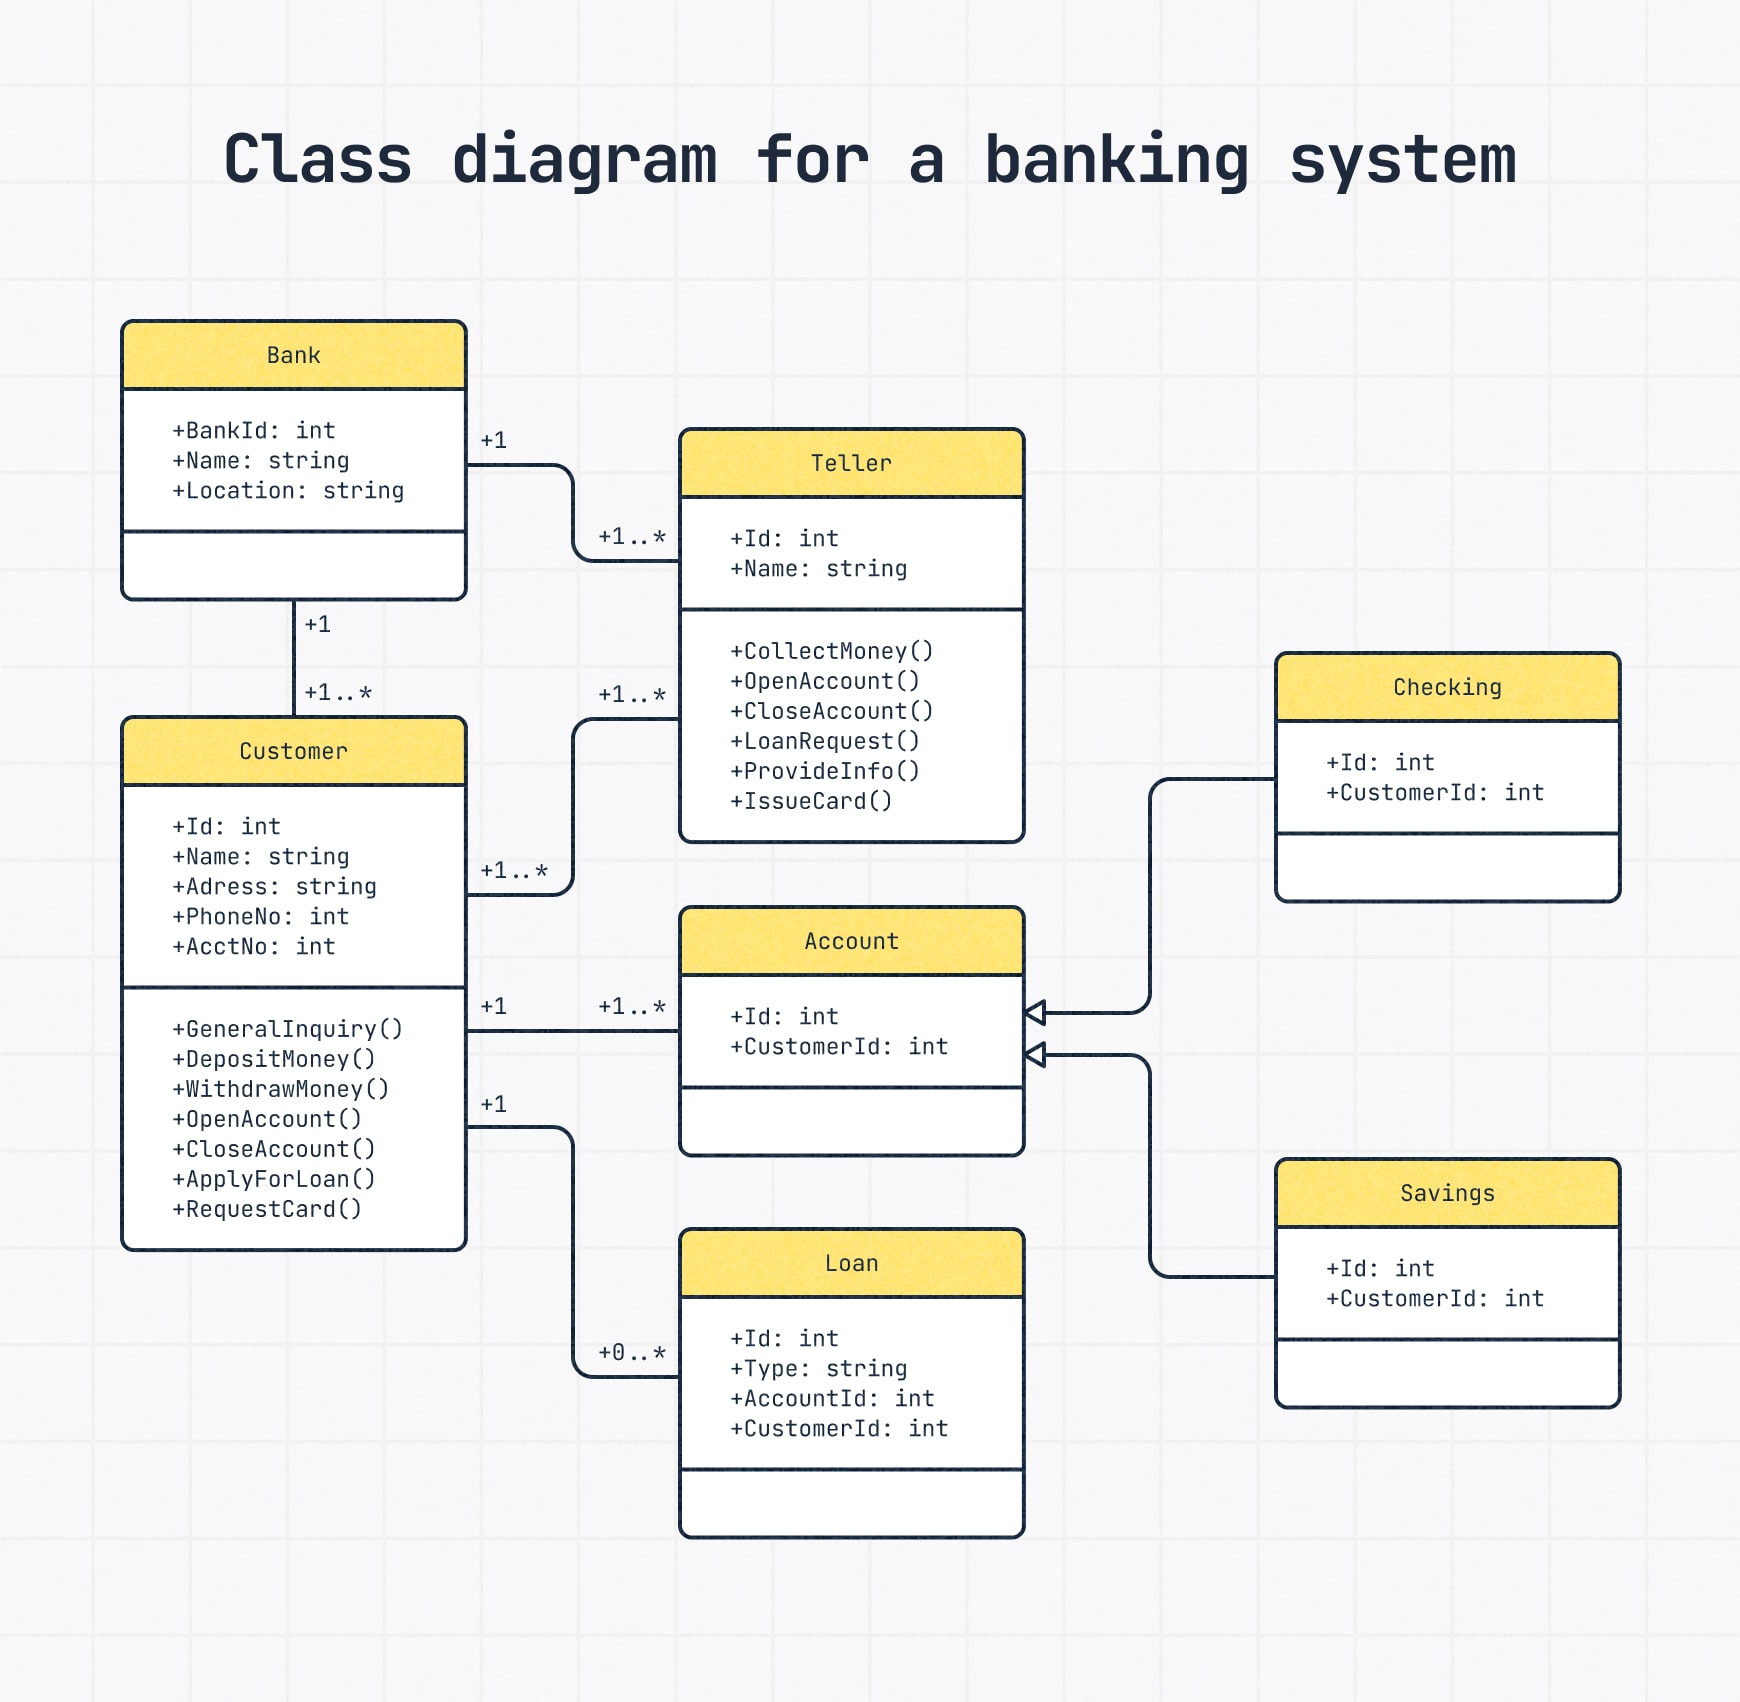 Class diagram for a banking system
Bank
+BankId: int
+Name: string
+Location: string
+1
+1..*
+1
+1..*
Teller
+Id: int
+Name: string
+CollectMoney()
+OpenAccount()
+CloseAccount()
+LoanRequest()
+ProvideInfo()
+IssueCard()
Customer
+Id: int
+Name: string
+Adress: string
+PhoneNo: int
+AcctNo: int
+GeneralInquiry()
+DepositMoney()
+WithdrawMoney()
+OpenAccount()
+CloseAccount()
+ApplyForLoan()
+RequestCard()
+1..*
+1..*
+1
+1..*
+1
+0..*
Account
+Id: int
+CustomerId: int
Loan
+Id: int
+Type: string
+AccountId: int
+CustomerId: int
Checking
+Id: int
+CustomerId: int
Savings
+Id: int
+CustomerId: int